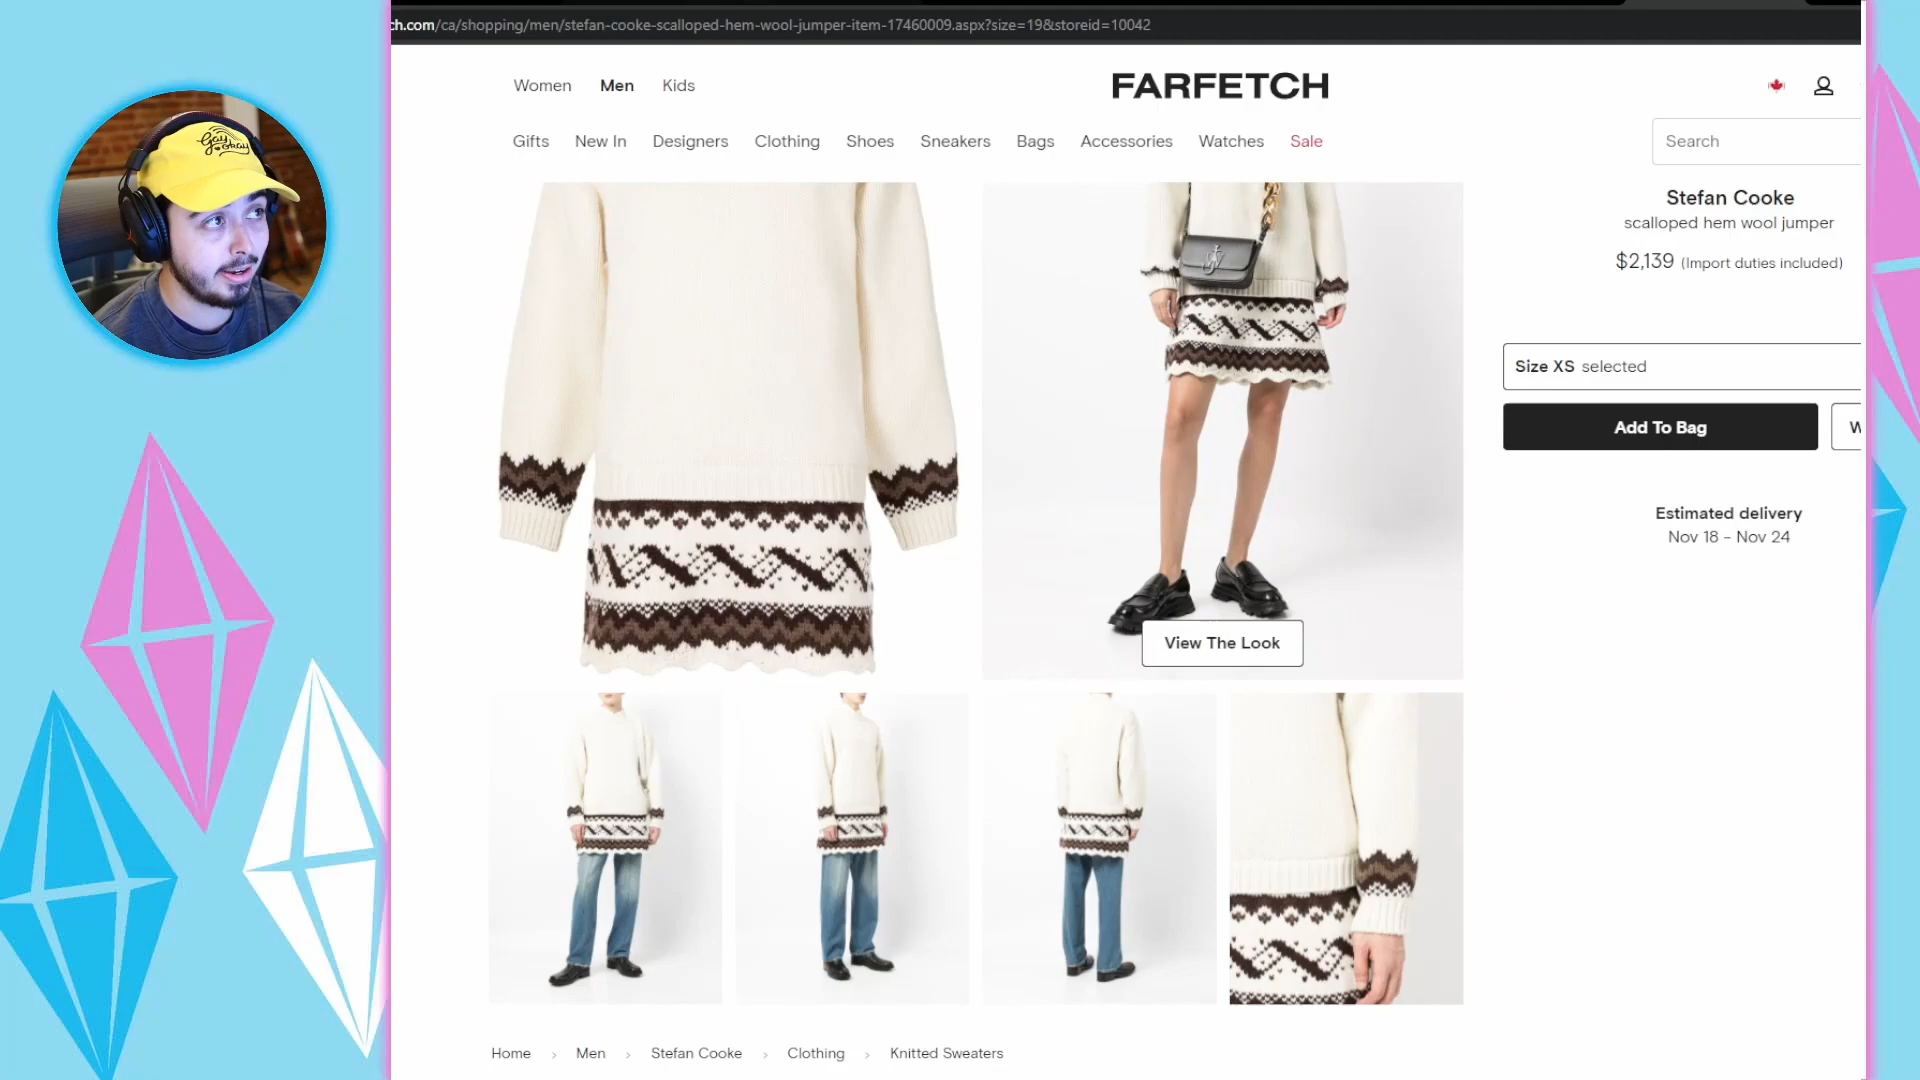 ch.com/ca/shopping/men/stefan-cooke-scalloped-hem-wool-jumper-item-17460009.aspx?size=19&storeid=10042
Women Men Kids
FARFETCH
Gifts New In Designers Clothing Shoes Sneakers Bags Accessories Watches Sale
Search
Stefan Cooke
scalloped hem wool jumper
$2,139 (Import duties included)
Size XS selected
Add To Bag
W
Estimated delivery
Nov 18 - Nov 24
View The Look
Home > Men > Stefan Cooke > Clothing > Knitted Sweaters
Gay
Okay